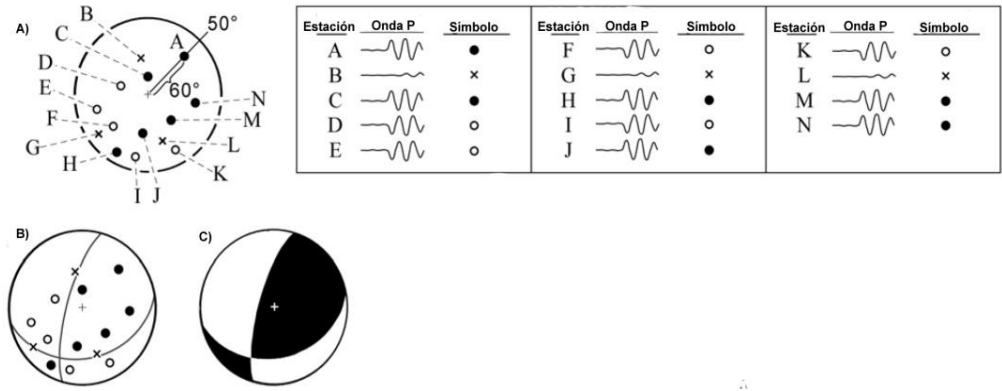 A)
B
C
A
50°
D
60°
E
N
F
M
G
L
H
K
I J
Estación Onda P Símbolo
A
B
C
D
E
Estación Onda P Símbolo
F
G
H
I
J
Estación Onda P Símbolo
K
L
M
N
B)
C)